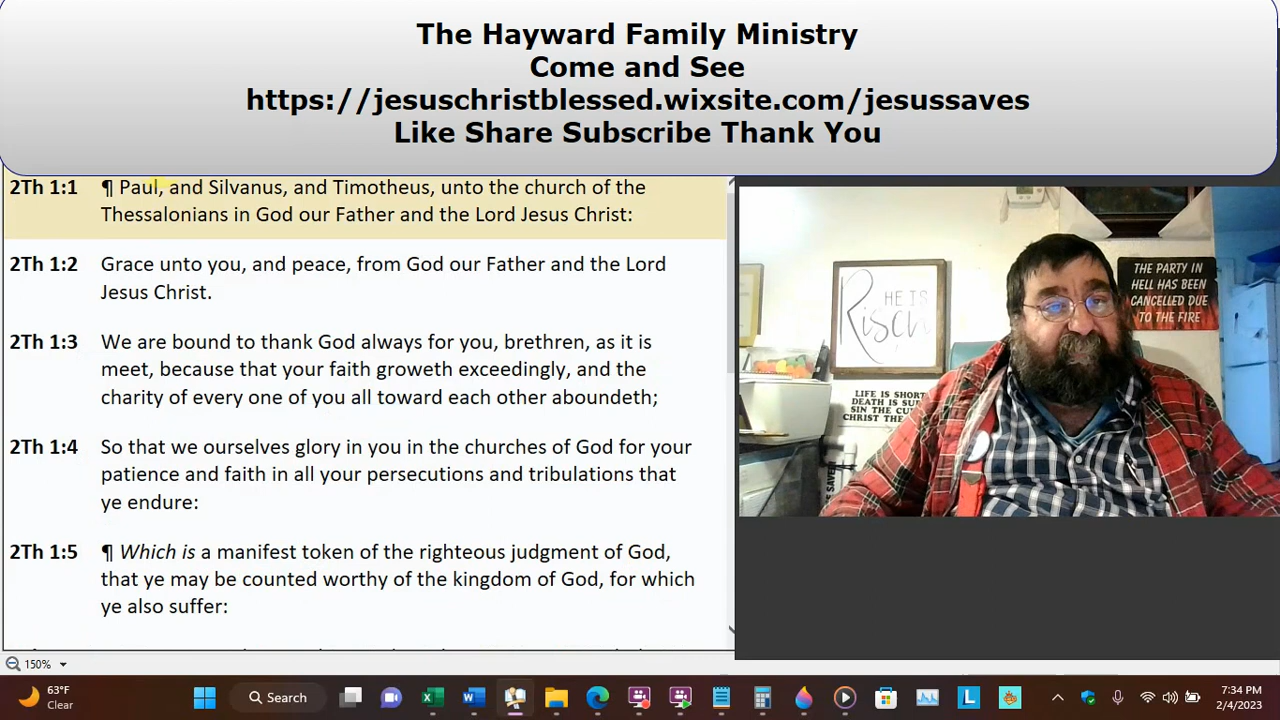 The Hayward Family Ministry
Come and See
https://jesuschristblessed.wixsite.com/jesussaves
Like Share Subscribe Thank You
2Th 1:1 ¶ Paul, and Silvanus, and Timotheus, unto the church of the
Thessalonians in God our Father and the Lord Jesus Christ:
2Th 1:2 Grace unto you, and peace, from God our Father and the Lord
Jesus Christ.
2Th 1:3 We are bound to thank God always for you, brethren, as it is
meet, because that your faith groweth exceedingly, and the
charity of every one of you all toward each other aboundeth;
2Th 1:4 So that we ourselves glory in you in the churches of God for your
patience and faith in all your persecutions and tribulations that
ye endure:
2Th 1:5 ¶ Which is a manifest token of the righteous judgment of God,
that ye may be counted worthy of the kingdom of God, for which
ye also suffer:
HE IS
Risen
THE PARTY IN
HELL HAS BEEN
CANCELLED DUE
TO THE FIRE
LIFE IS SHORT
DEATH IS
SIN THE
CHRIST THE
150%
63°F
Clear
Search
7:34 PM
2/4/2023